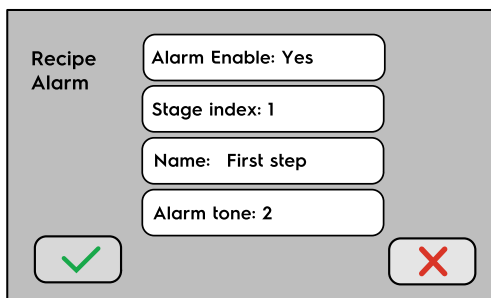 Recipe
Alarm
Alarm Enable: Yes
Stage index: 1
Name: First step
Alarm tone: 2